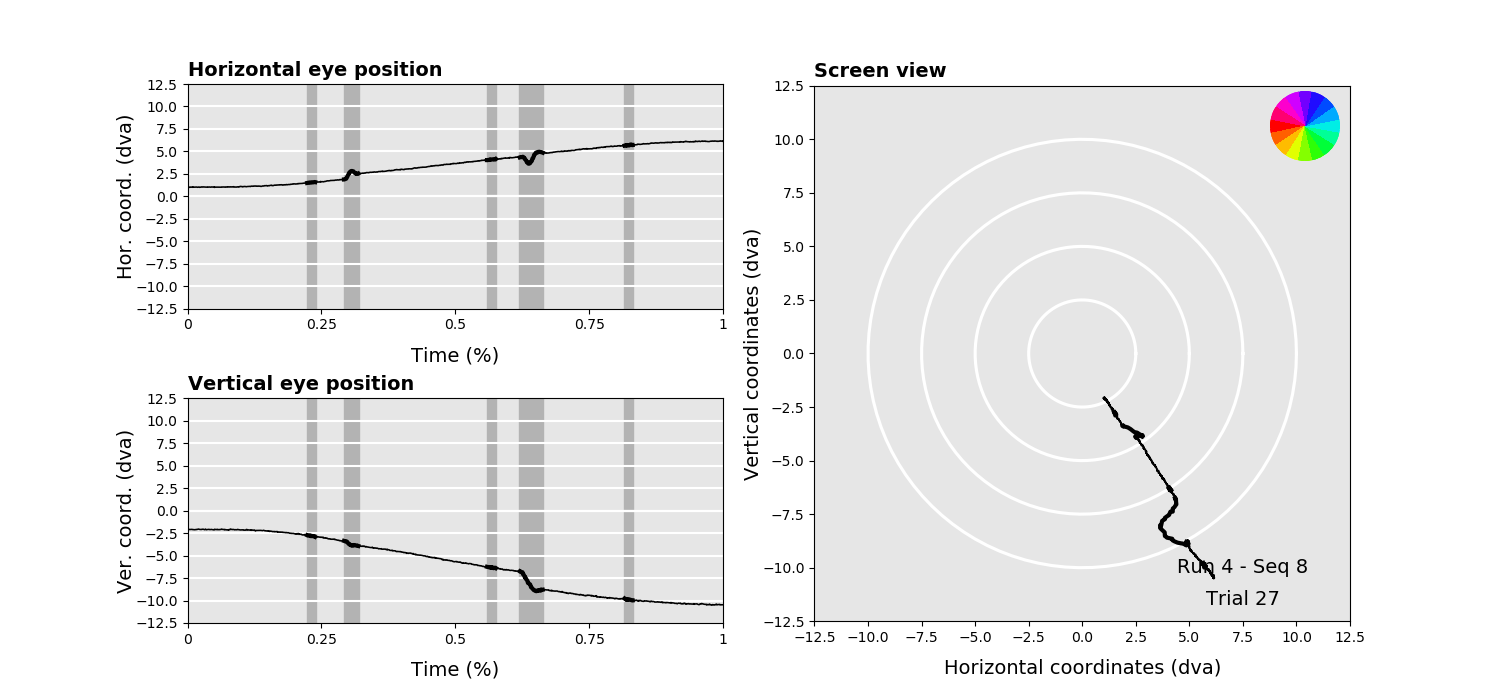 Horizontal eye position
Hor. coord. (dva)
12.5
10.0
7.5
5.0
2.5
0.0
−2.5
−5.0
−7.5
−10.0
−12.5
0 0.25 0.5 0.75 1
Time (%)
Vertical eye position
Ver. coord. (dva)
12.5
10.0
7.5
5.0
2.5
0.0
−2.5
−5.0
−7.5
−10.0
−12.5
0 0.25 0.5 0.75 1
Time (%)
Screen view
Vertical coordinates (dva)
12.5
10.0
7.5
5.0
2.5
0.0
−2.5
−5.0
−7.5
−10.0
−12.5
Run 4 - Seq 8
Trial 27
−12.5 −10.0 −7.5 −5.0 −2.5 0.0 2.5 5.0 7.5 10.0 12.5
Horizontal coordinates (dva)